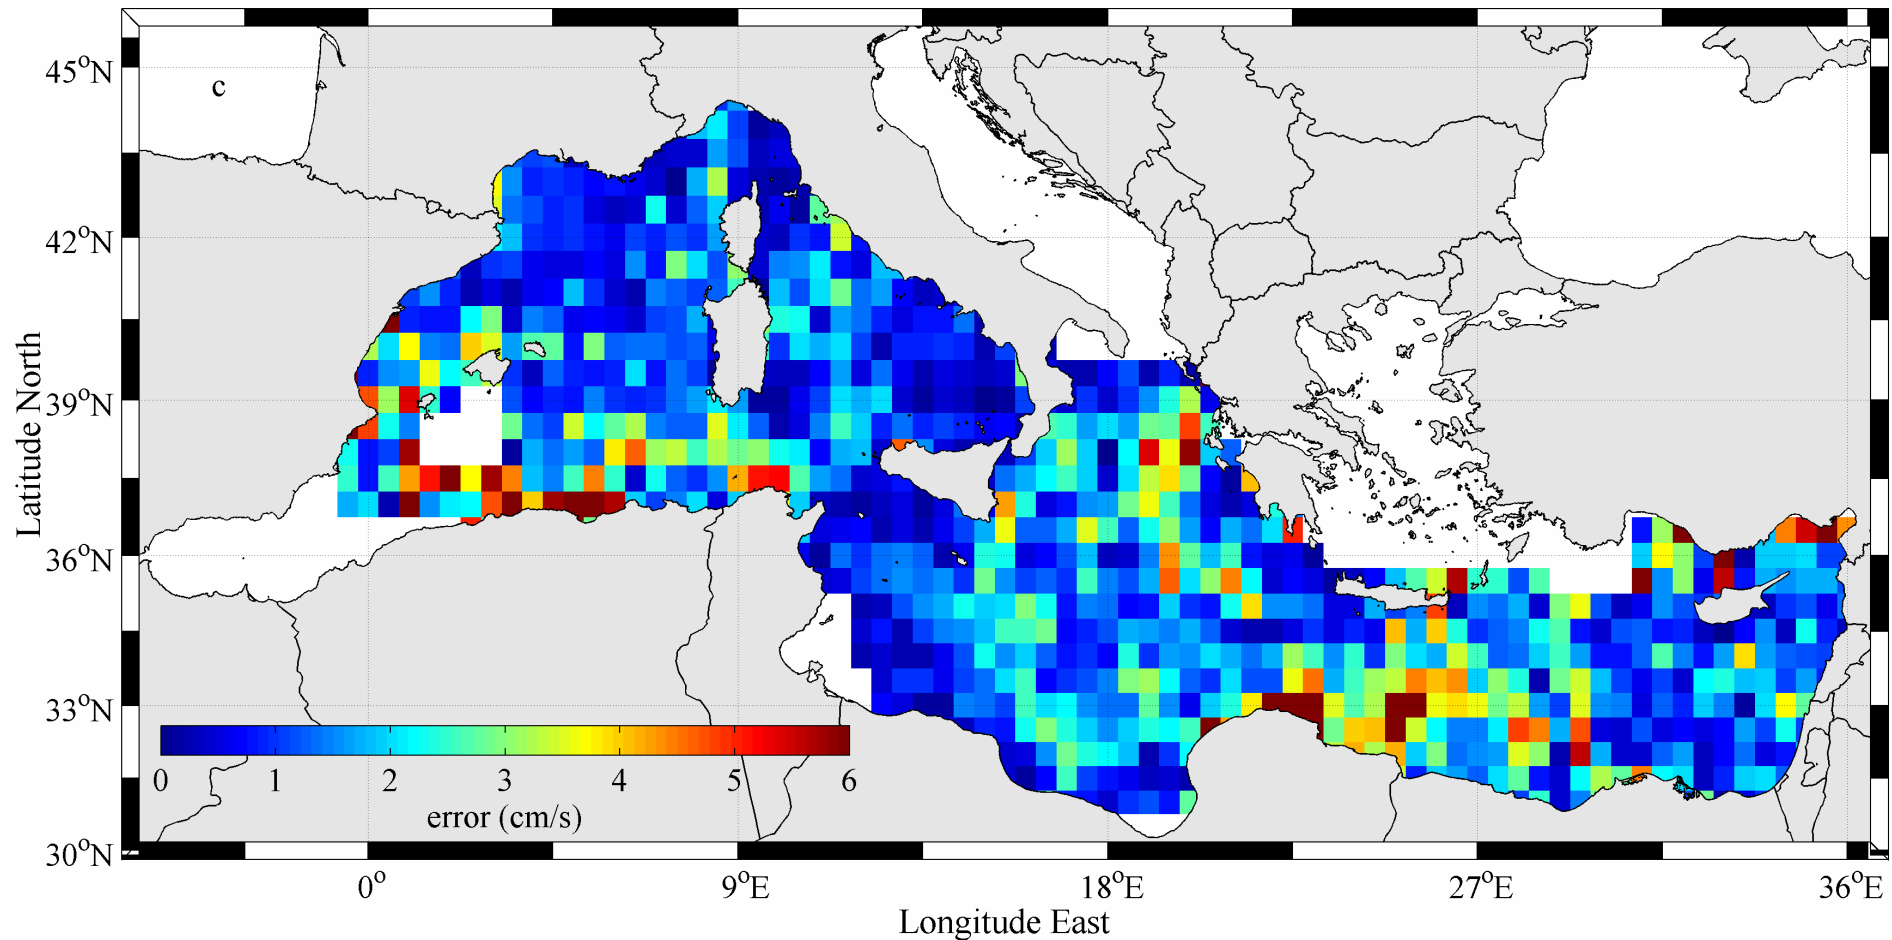 c
45°N
42°N
39°N
36°N
33°N
30°N
Latitude North
0 1 2 3 4 5 6
error (cm/s)
0° 9°E 18°E 27°E 36°E
Longitude East